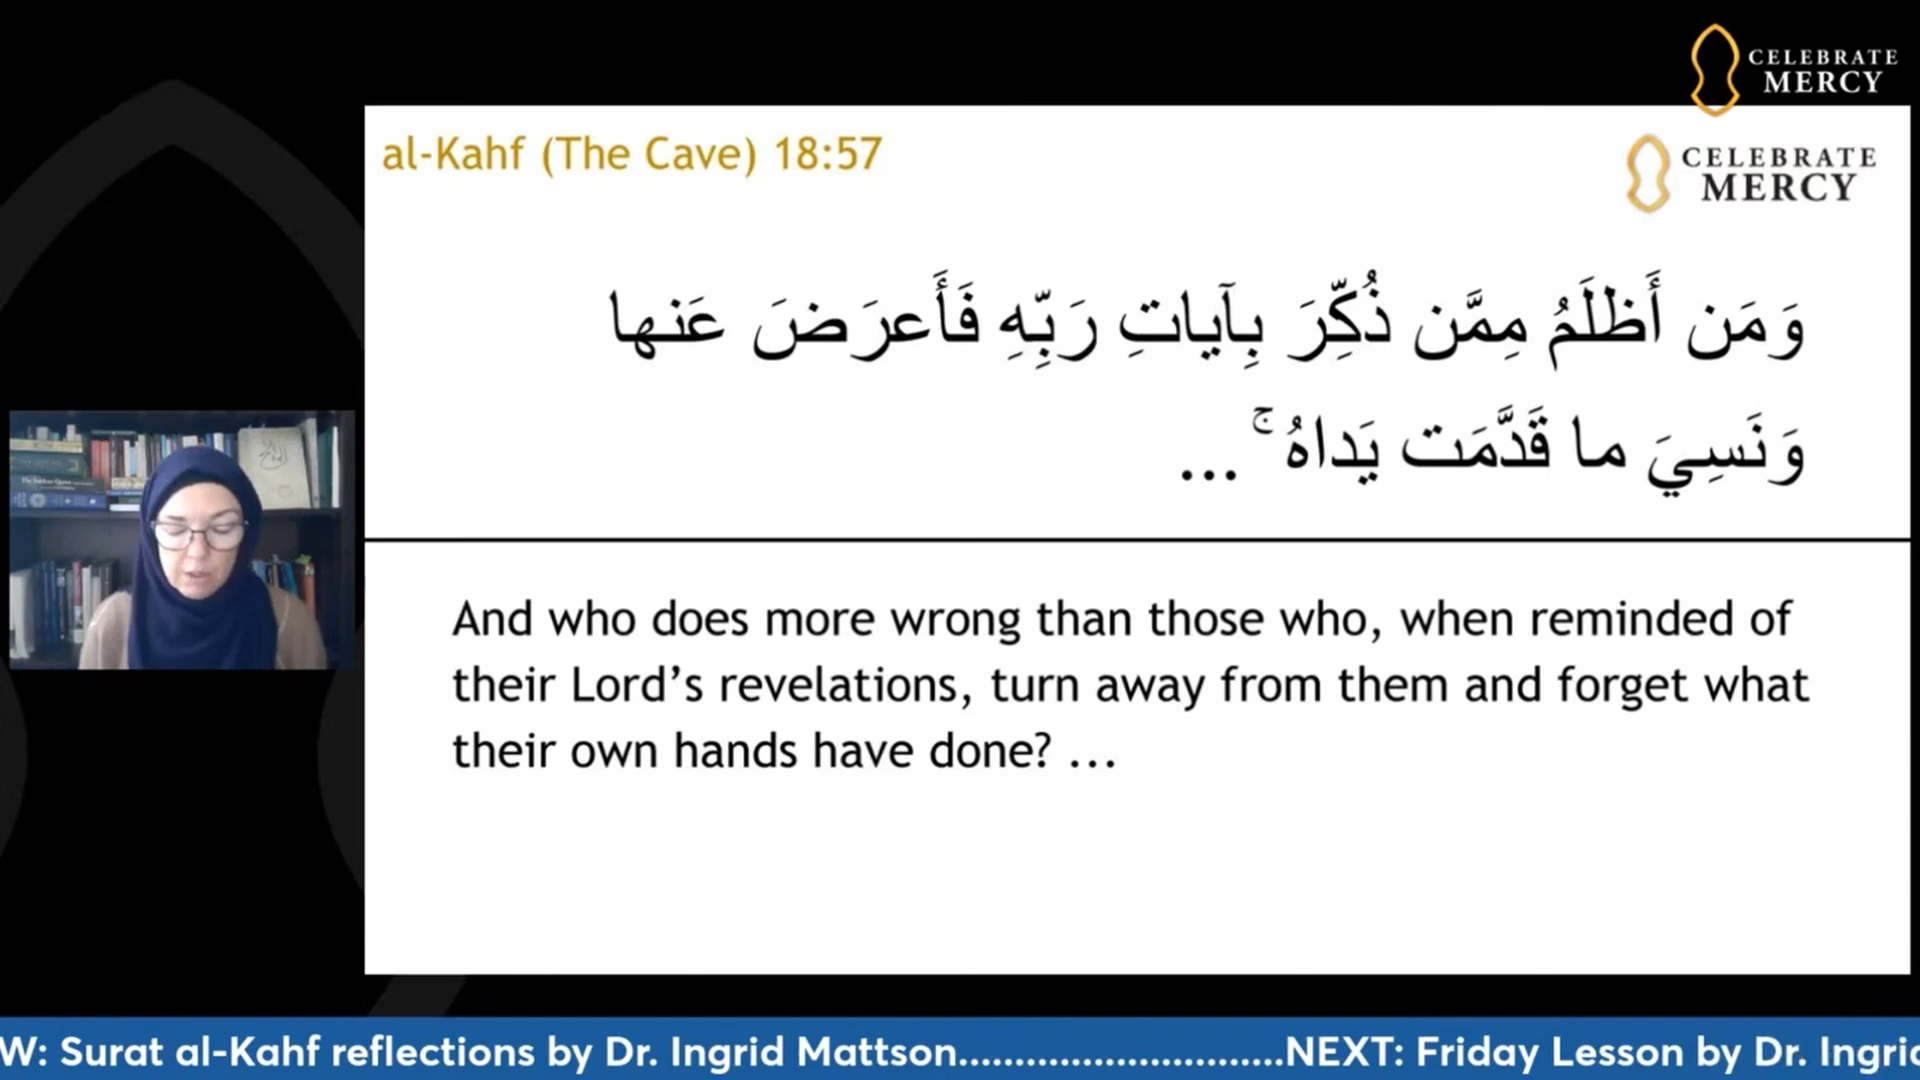 CELEBRATE
MERCY
al-Kahf (The Cave) 18:57
CELEBRATE
MERCY
وَمَن أَظلَمُ مِمَّن ذُكِّرَ بِآيَاتِ رَبِّهِ فَأَعرَضَ عَنها
وَنَسِيَ ما قَدَّمَت يَداهُ ۚ ...
And who does more wrong than those who, when reminded of
their Lord’s revelations, turn away from them and forget what
their own hands have done? ...
W: Surat al-Kahf reflections by Dr. Ingrid Mattson.............................NEXT: Friday Lesson by Dr. Ingrid